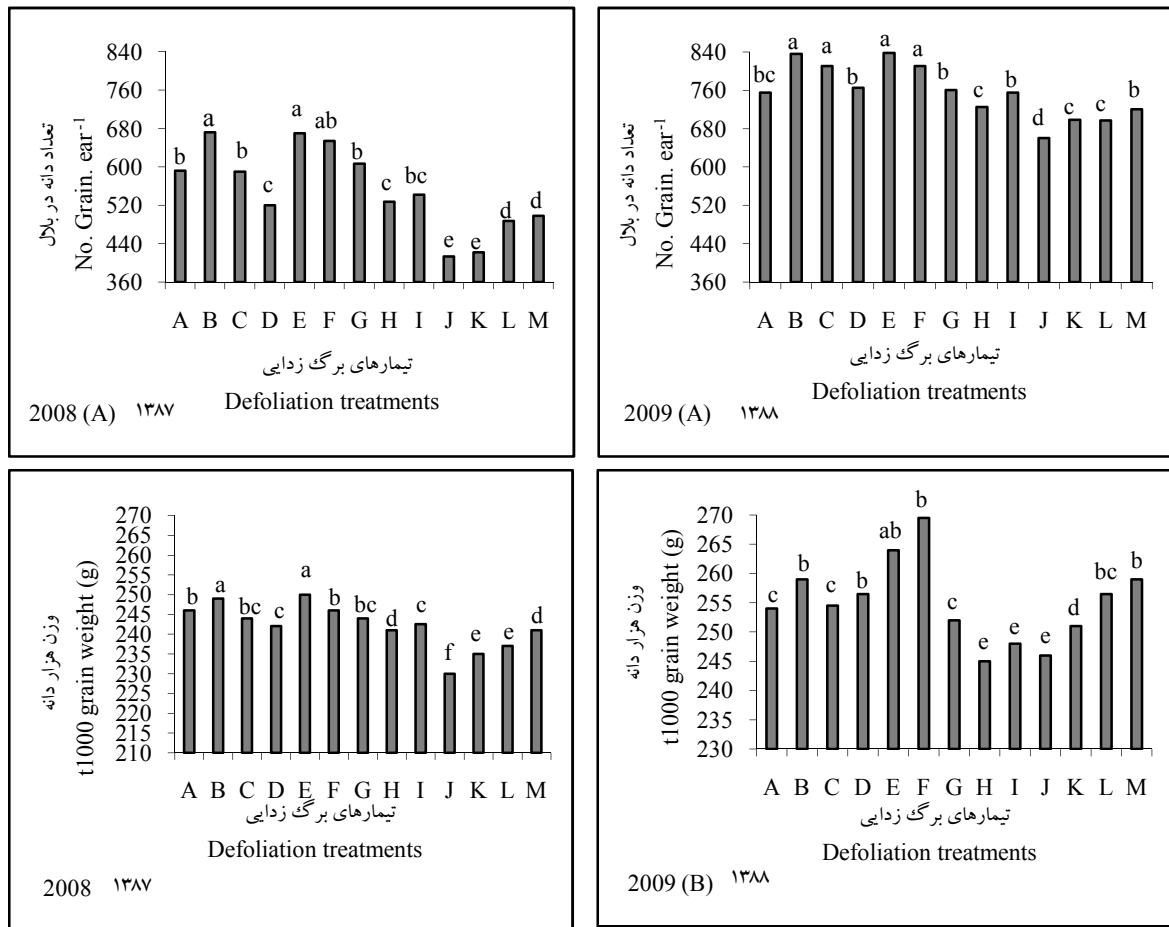 تعداد دانه در بلال
No. Grain. ear-1
840
760
680
600
520
440
360
b a b c a ab b c bc e e d d
A B C D E F G H I J K L M
تیمارهای برگ زدایی
Defoliation treatments
2008 (A) ۱۳۸۷
تعداد دانه در بلال
No. Grain. ear-1
840
760
680
600
520
440
360
bc a a b a a b c b d c c b
A B C D E F G H I J K L M
تیمارهای برگ زدایی
Defoliation treatments
2009 (A) ۱۳۸۸
وزن هزار دانه
t1000 grain weight (g)
270
265
260
255
250
245
240
235
230
225
220
215
210
b a bc c a b bc d c f e e d
A B C D E F G H I J K L M
تیمارهای برگ زدایی
Defoliation treatments
2008 ۱۳۸۷
وزن هزار دانه
t1000 grain weight (g)
270
265
260
255
250
245
240
235
230
c b c b ab b c e e e d bc b
A B C D E F G H I J K L M
تیمارهای برگ زدایی
Defoliation treatments
2009 (B) ۱۳۸۸